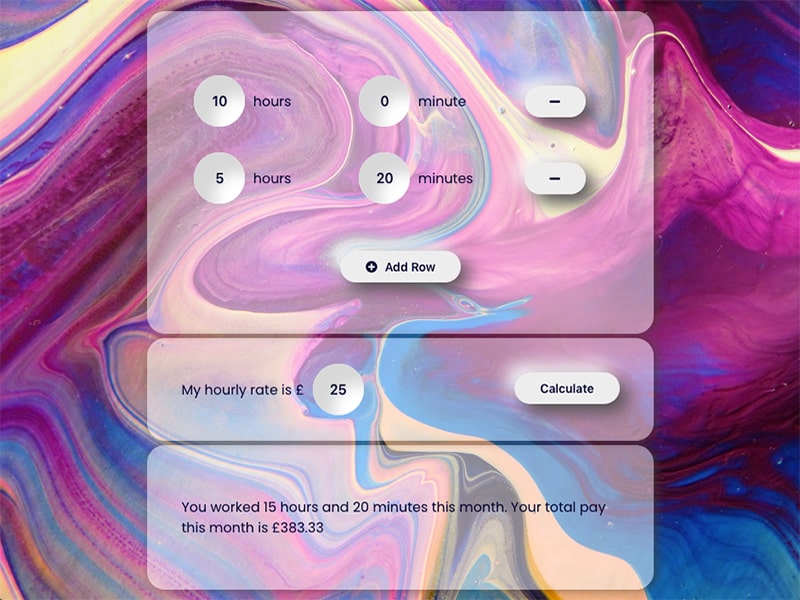 10 hours 0 minute −
5 hours 20 minutes −
Add Row
My hourly rate is £ 25 Calculate
You worked 15 hours and 20 minutes this month. Your total pay
this month is £383.33